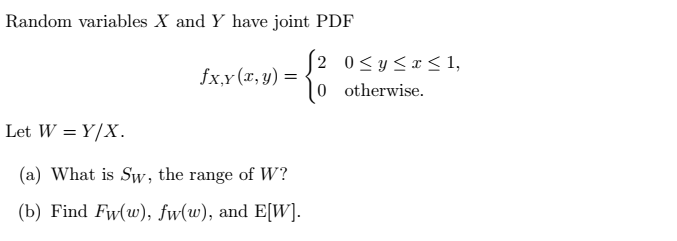 Random variables X and Y have joint PDF
f_{X,Y}(x, y) = { 2   0 ≤ y ≤ x ≤ 1,
0   otherwise.
Let W = Y/X.
(a) What is S_W, the range of W?
(b) Find F_W(w), f_W(w), and E[W].